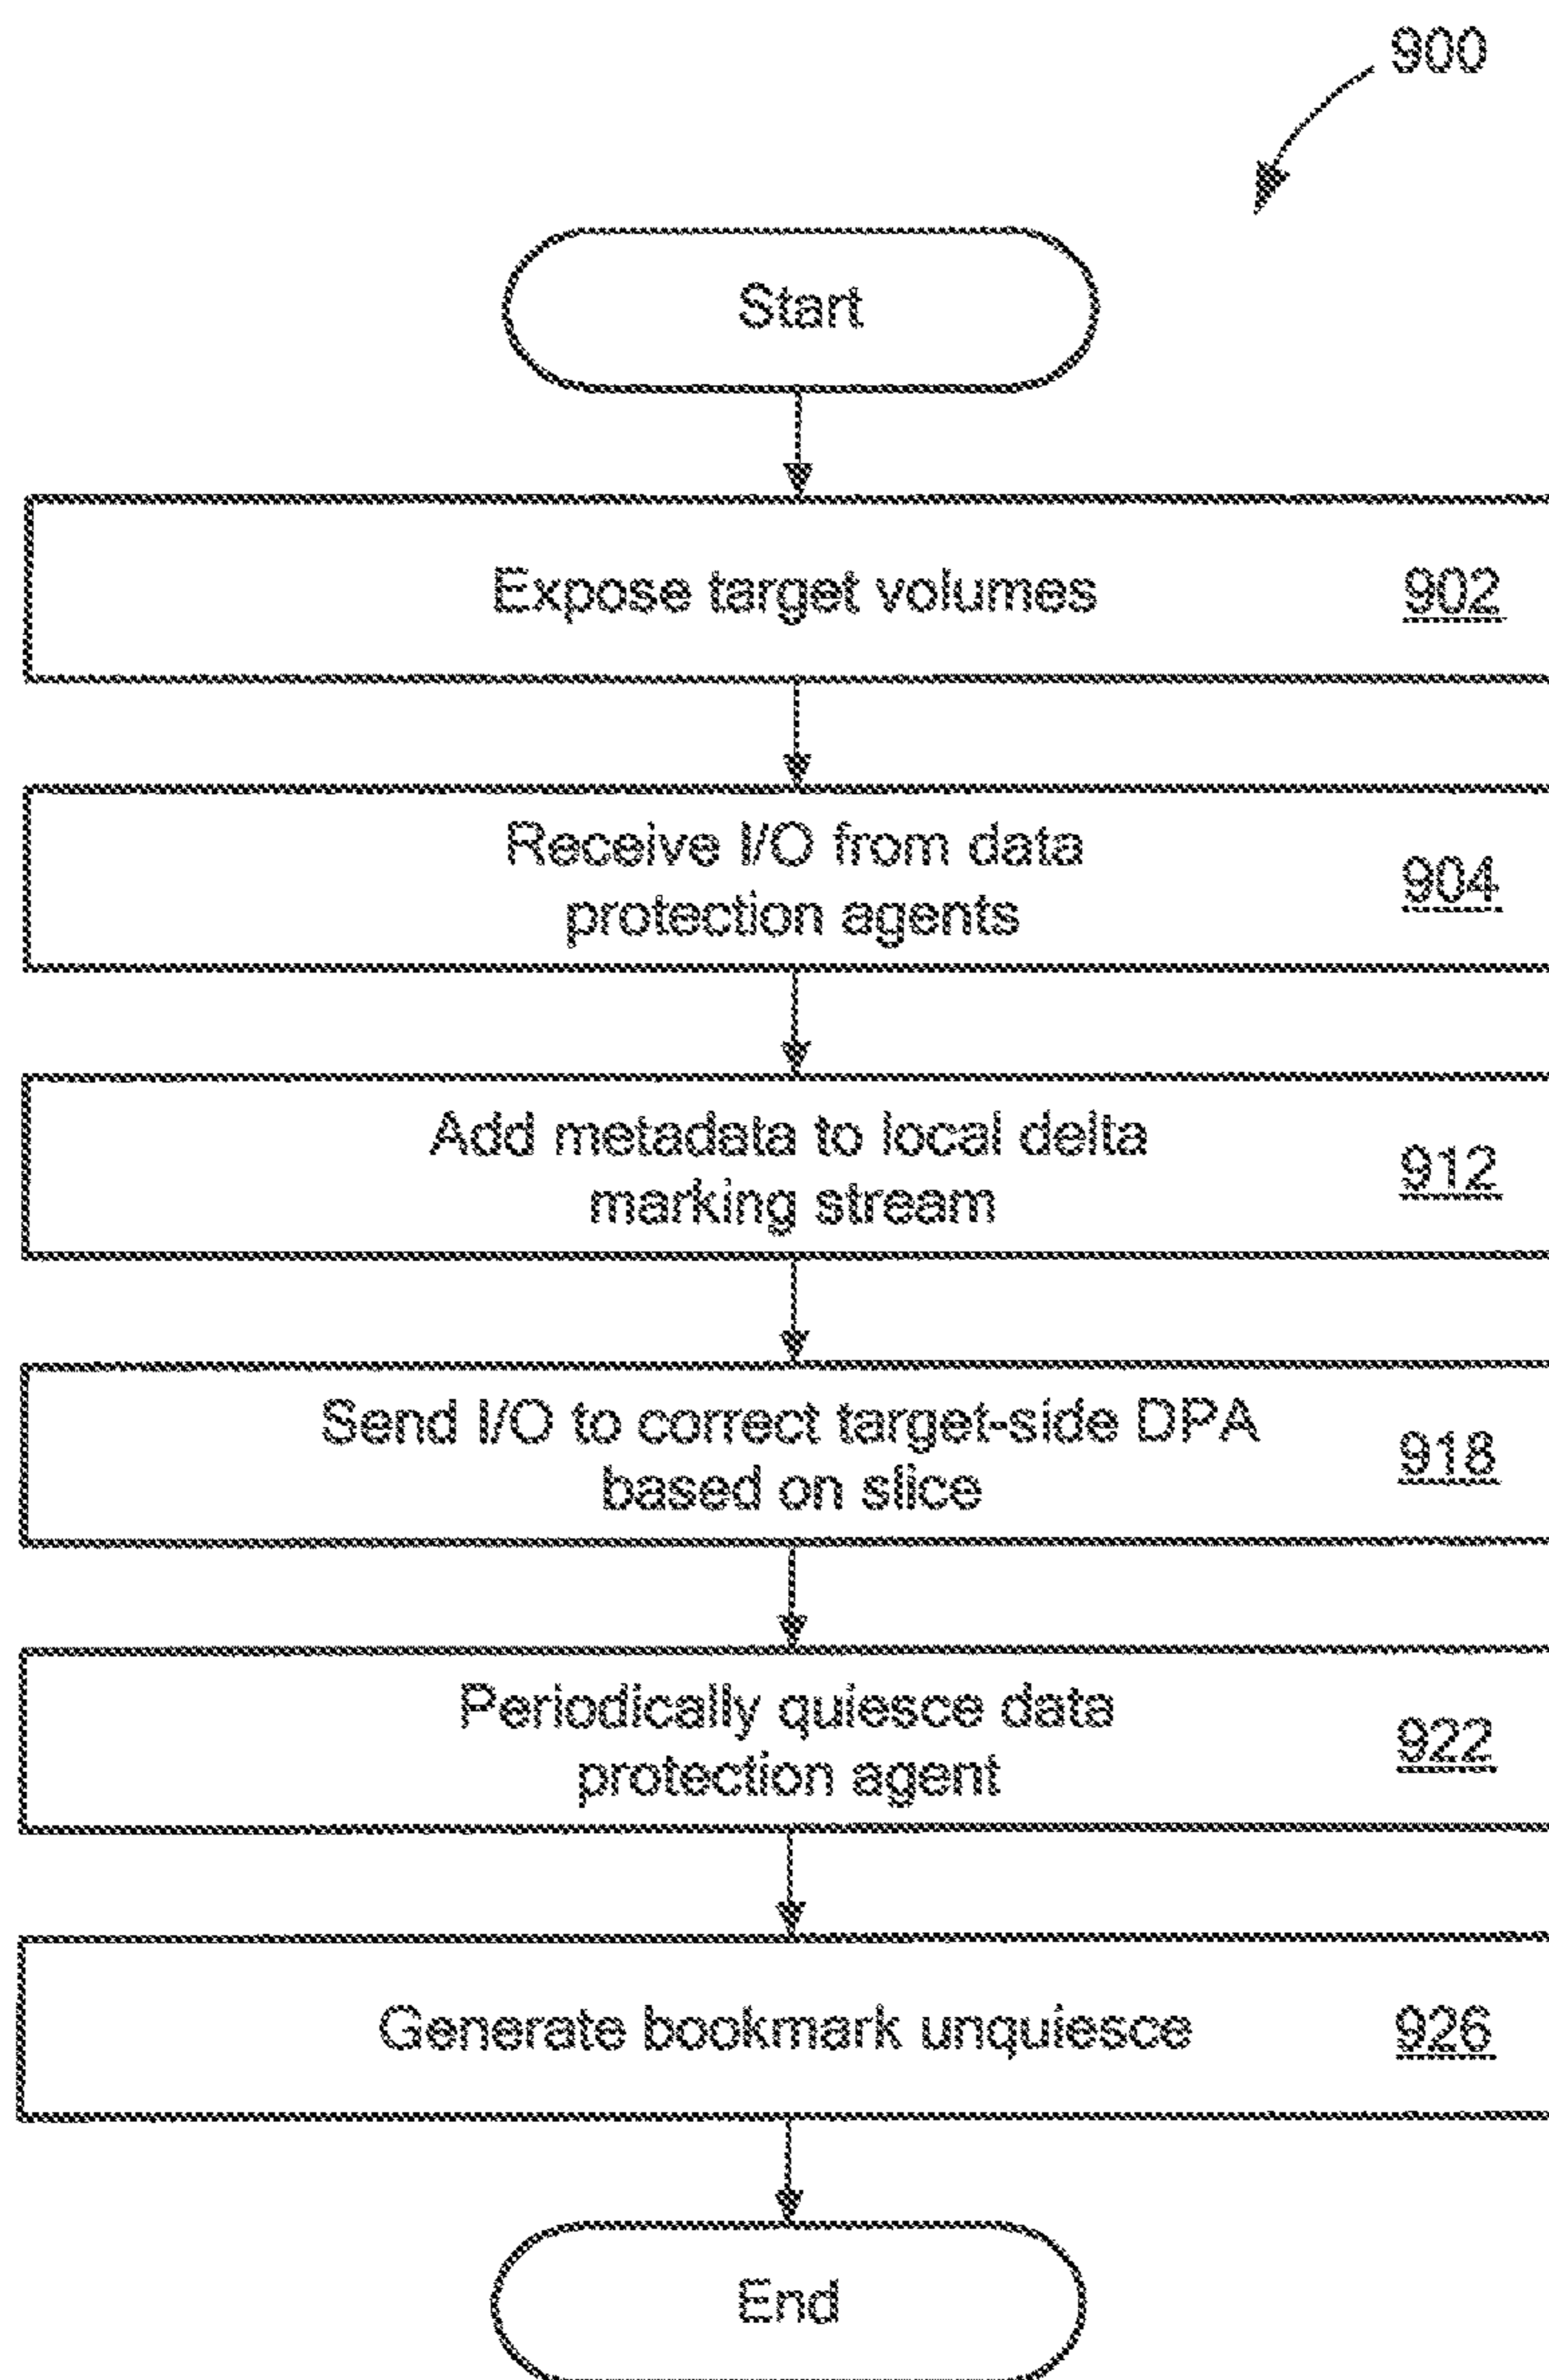 900
Start
Expose target volumes 902
Receive I/O from data
protection agents
904
Add metadata to local delta
marking stream
912
Send I/O to correct target-side DPA
based on slice
918
Periodically quiesce data
protection agent
922
Generate bookmark unquiesce 926
End